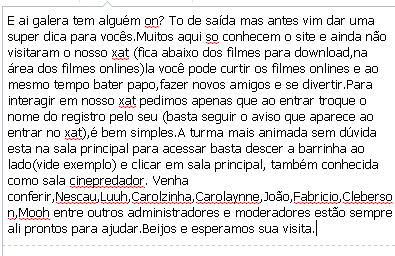 E ai galera tem alguém on? To de saída mas antes vim dar uma
super dica para vocês.Muitos aqui so conhecem o site e ainda não
visitaram o nosso xat (fica abaixo dos filmes para download,na
área dos filmes onlines)la você pode curtir os filmes onlines e ao
mesmo tempo bater papo,fazer novos amigos e se divertir.Para
interagir em nosso xat pedimos apenas que ao entrar troque o
nome do registro pelo seu (basta seguir o aviso que aparece ao
entrar no xat),é bem simples.A turma mais animada sem dúvida
esta na sala principal para acessar basta descer a barrinha ao
lado(vide exemplo) e clicar em sala principal, também conhecida
como sala cinepredador. Venha
conferir,Nescau,Luuh,Carolzinha,Carolaynne,João,Fabricio,Cleberso
n,Mooh entre outros administradores e moderadores estão sempre
ali prontos para ajudar.Beijos e esperamos sua visita.